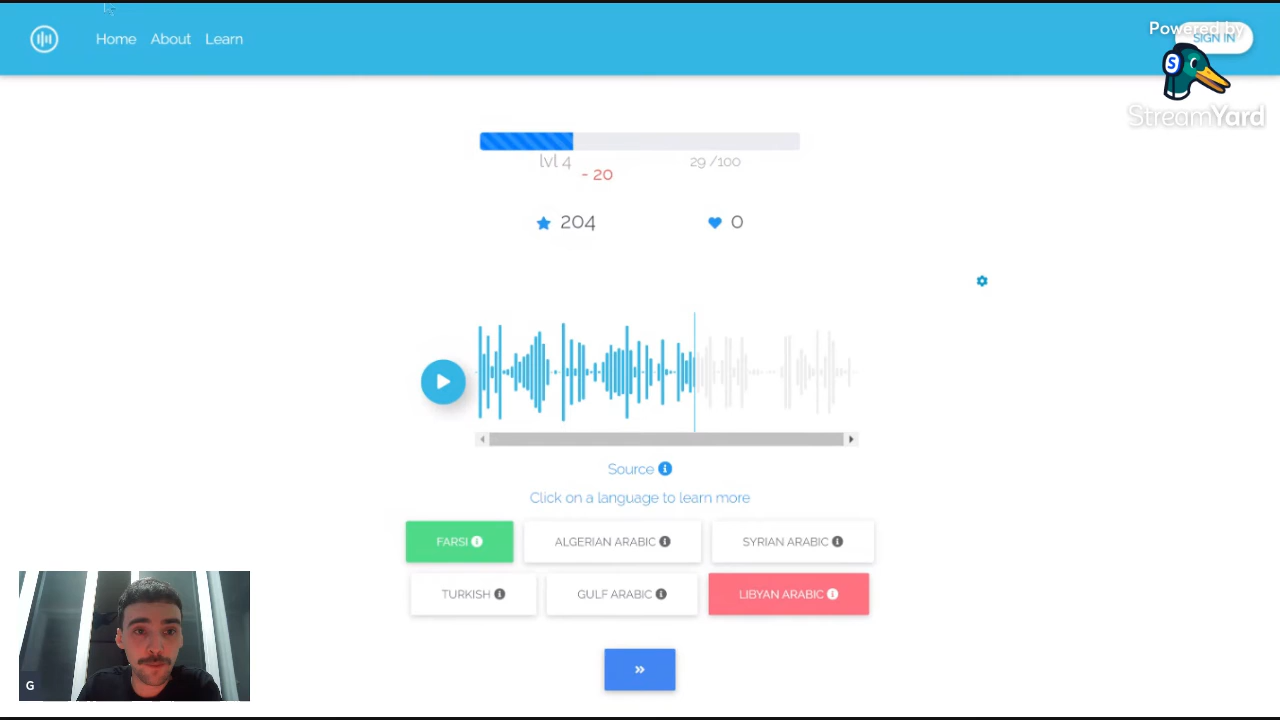 Home About Learn
Powered by
SIGN IN
S
StreamYard
lvl 4 29 /100
- 20
204 0
Source
Click on a language to learn more
FARSI ALGERIAN ARABIC SYRIAN ARABIC
TURKISH GULF ARABIC LIBYAN ARABIC
»
G